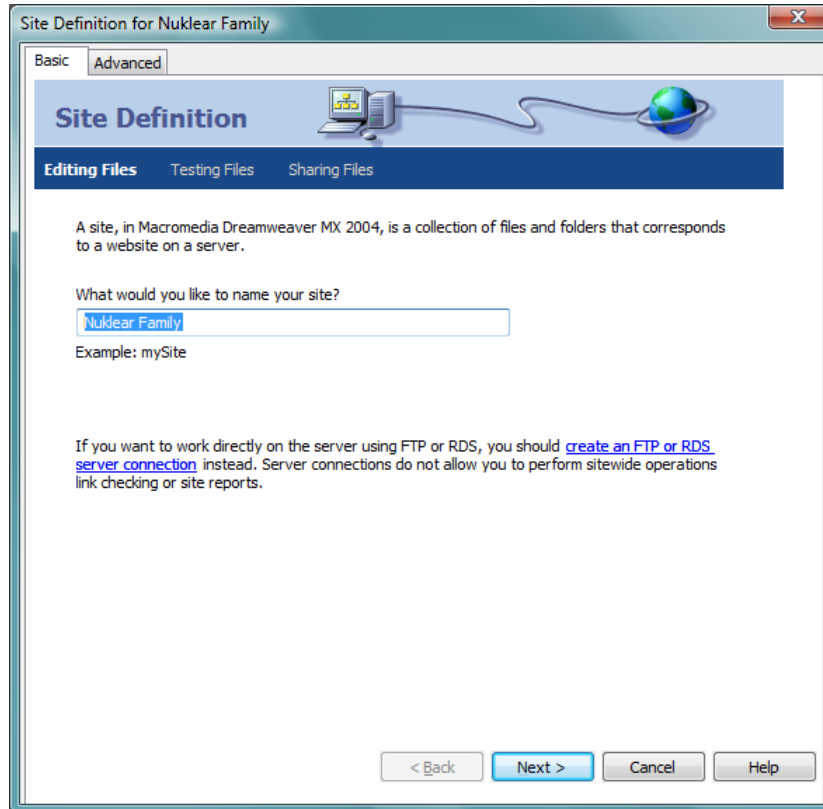 Site Definition for Nuklear Family
Basic Advanced
Site Definition
Editing Files Testing Files Sharing Files
A site, in Macromedia Dreamweaver MX 2004, is a collection of files and folders that corresponds
to a website on a server.
What would you like to name your site?
Nuklear Family
Example: mySite
If you want to work directly on the server using FTP or RDS, you should create an FTP or RDS
server connection instead. Server connections do not allow you to perform sitewide operations
link checking or site reports.
< Back Next > Cancel Help